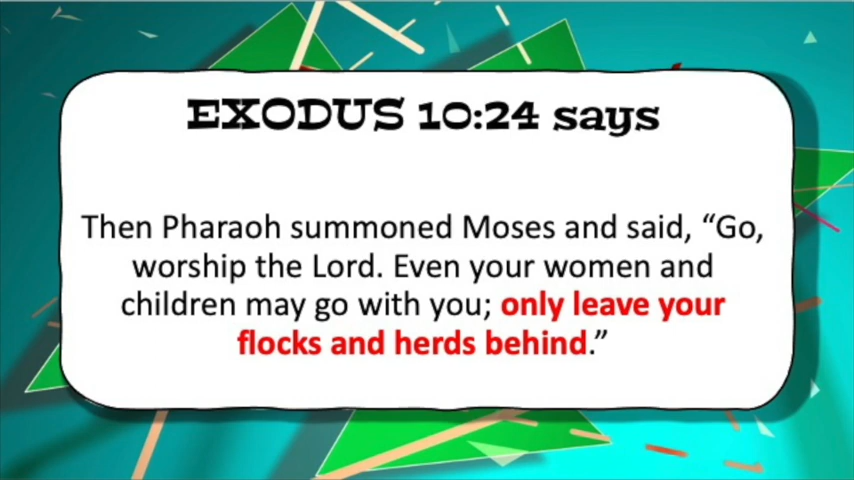 EXODUS 10:24 says
Then Pharaoh summoned Moses and said, “Go,
worship the Lord. Even your women and
children may go with you; only leave your
flocks and herds behind.”